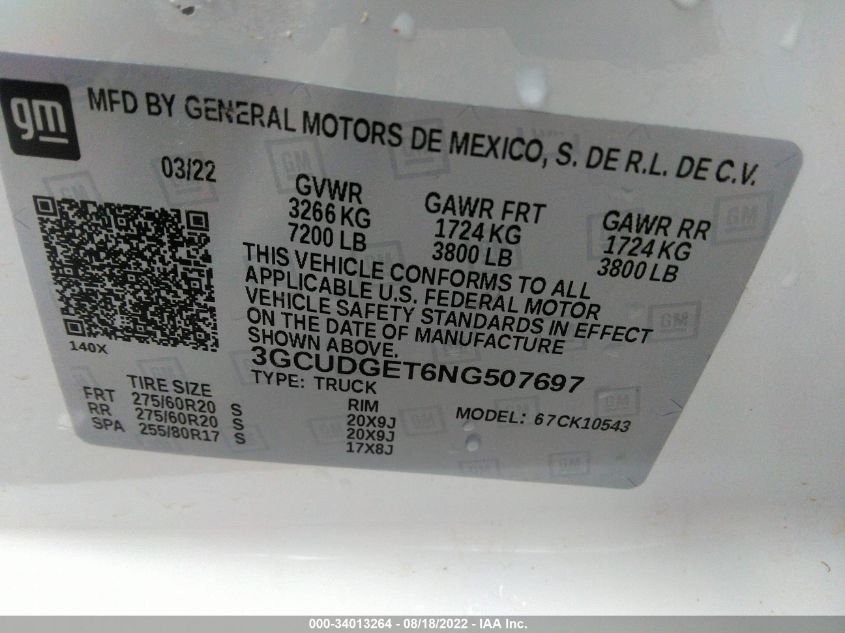 gm
MFD BY GENERAL MOTORS DE MEXICO, S. DE R.L. DE C.V.
03/22
GVWR
3266 KG
7200 LB
GAWR FRT
1724 KG
3800 LB
GAWR RR
1724 KG
3800 LB
THIS VEHICLE CONFORMS TO ALL
APPLICABLE U.S. FEDERAL MOTOR
VEHICLE SAFETY STANDARDS IN EFFECT
ON THE DATE OF MANUFACTURE
SHOWN ABOVE.
140X
3GCUDGET6NG507697
TYPE: TRUCK
MODEL: 67CK10543
TIRE SIZE
RIM
FRT 275/60R20 S 20X9J
RR 275/60R20 S 20X9J
SPA 255/80R17 S 17X8J
000-34013264 - 08/18/2022 - IAA Inc.